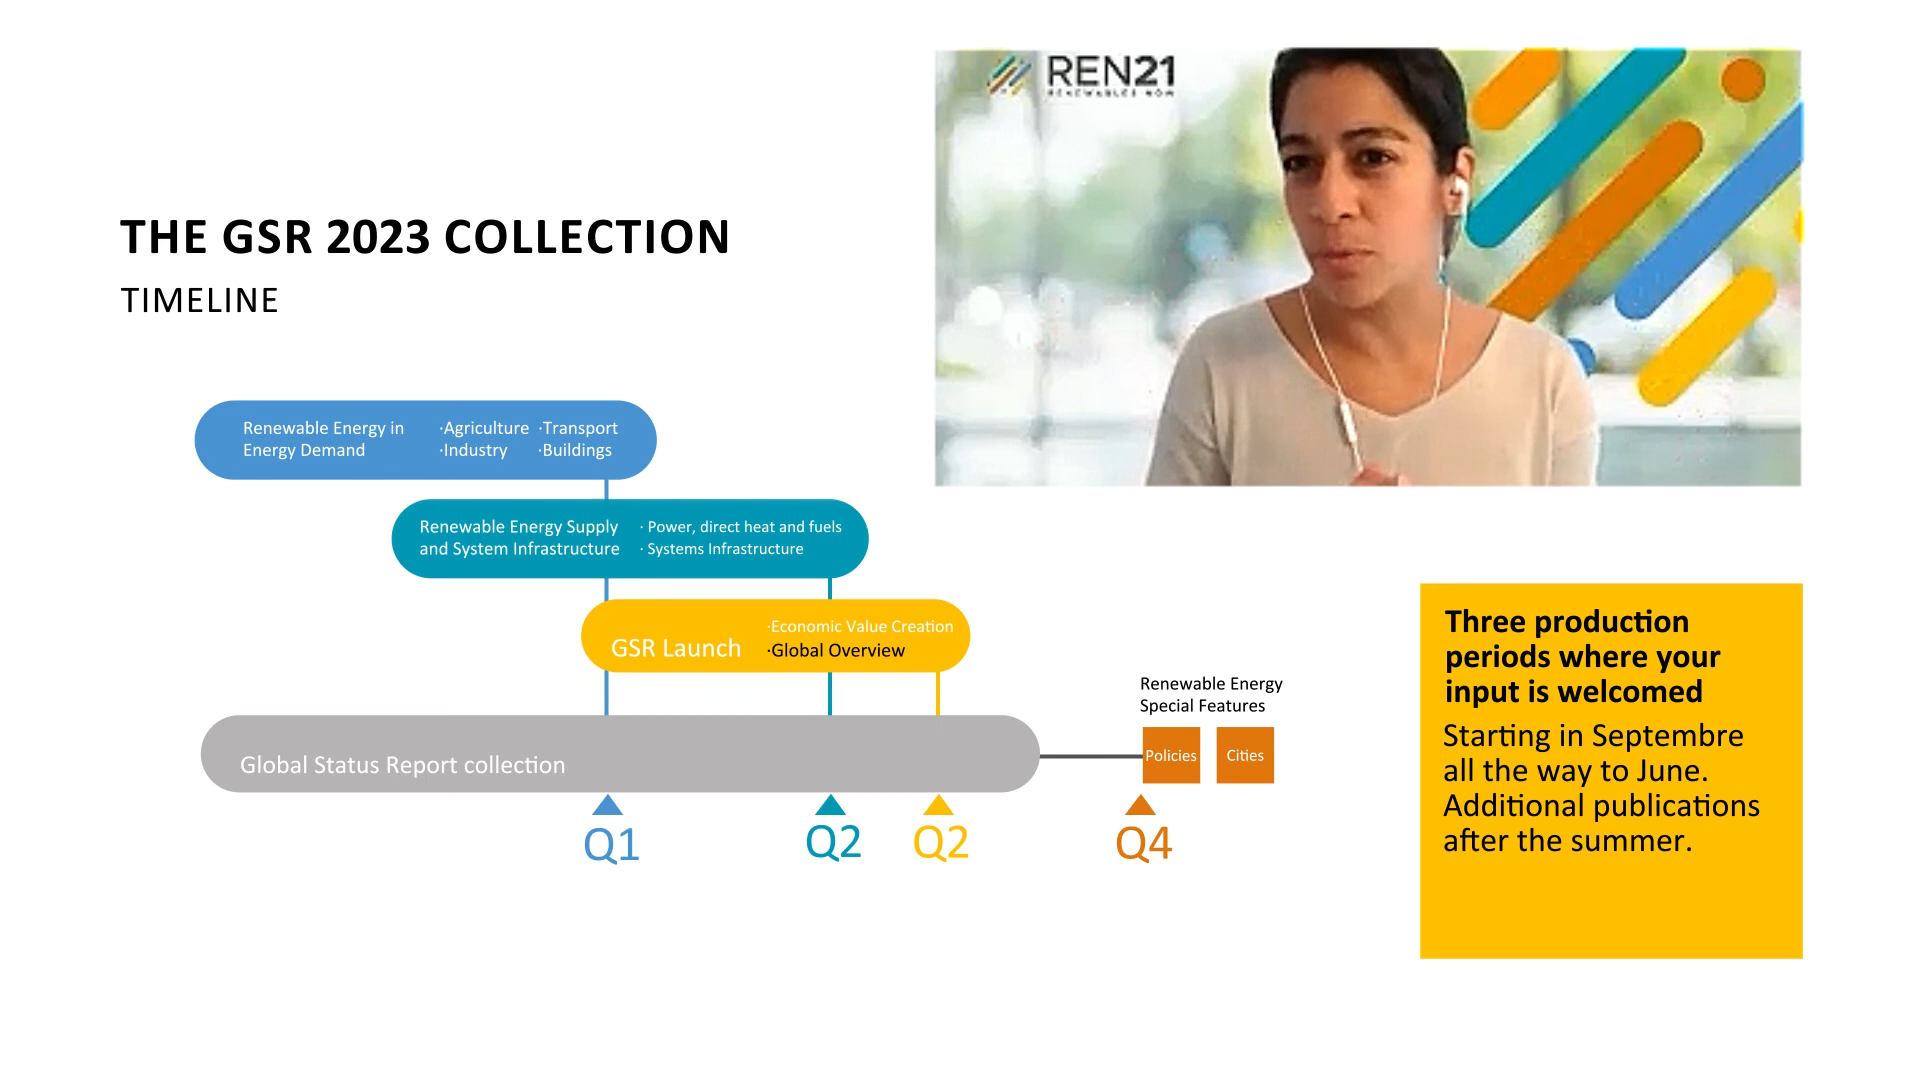 REN21
RENEWABLES NOW
THE GSR 2023 COLLECTION
TIMELINE
Renewable Energy in
Energy Demand
·Agriculture ·Transport
·Industry ·Buildings
Renewable Energy Supply
and System Infrastructure
· Power, direct heat and fuels
· Systems Infrastructure
GSR Launch
·Economic Value Creation
·Global Overview
Global Status Report collection
Renewable Energy
Special Features
Policies
Cities
Q1
Q2
Q2
Q4
Three production
periods where your
input is welcomed
Starting in Septembre
all the way to June.
Additional publications
after the summer.